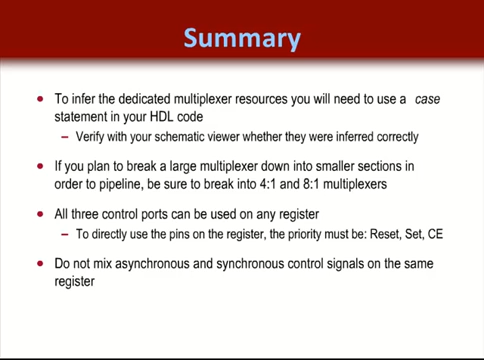 Summary
• To infer the dedicated multiplexer resources you will need to use a case
statement in your HDL code
– Verify with your schematic viewer whether they were inferred correctly
• If you plan to break a large multiplexer down into smaller sections in
order to pipeline, be sure to break into 4:1 and 8:1 multiplexers
• All three control ports can be used on any register
– To directly use the pins on the register, the priority must be: Reset, Set, CE
• Do not mix asynchronous and synchronous control signals on the same
register